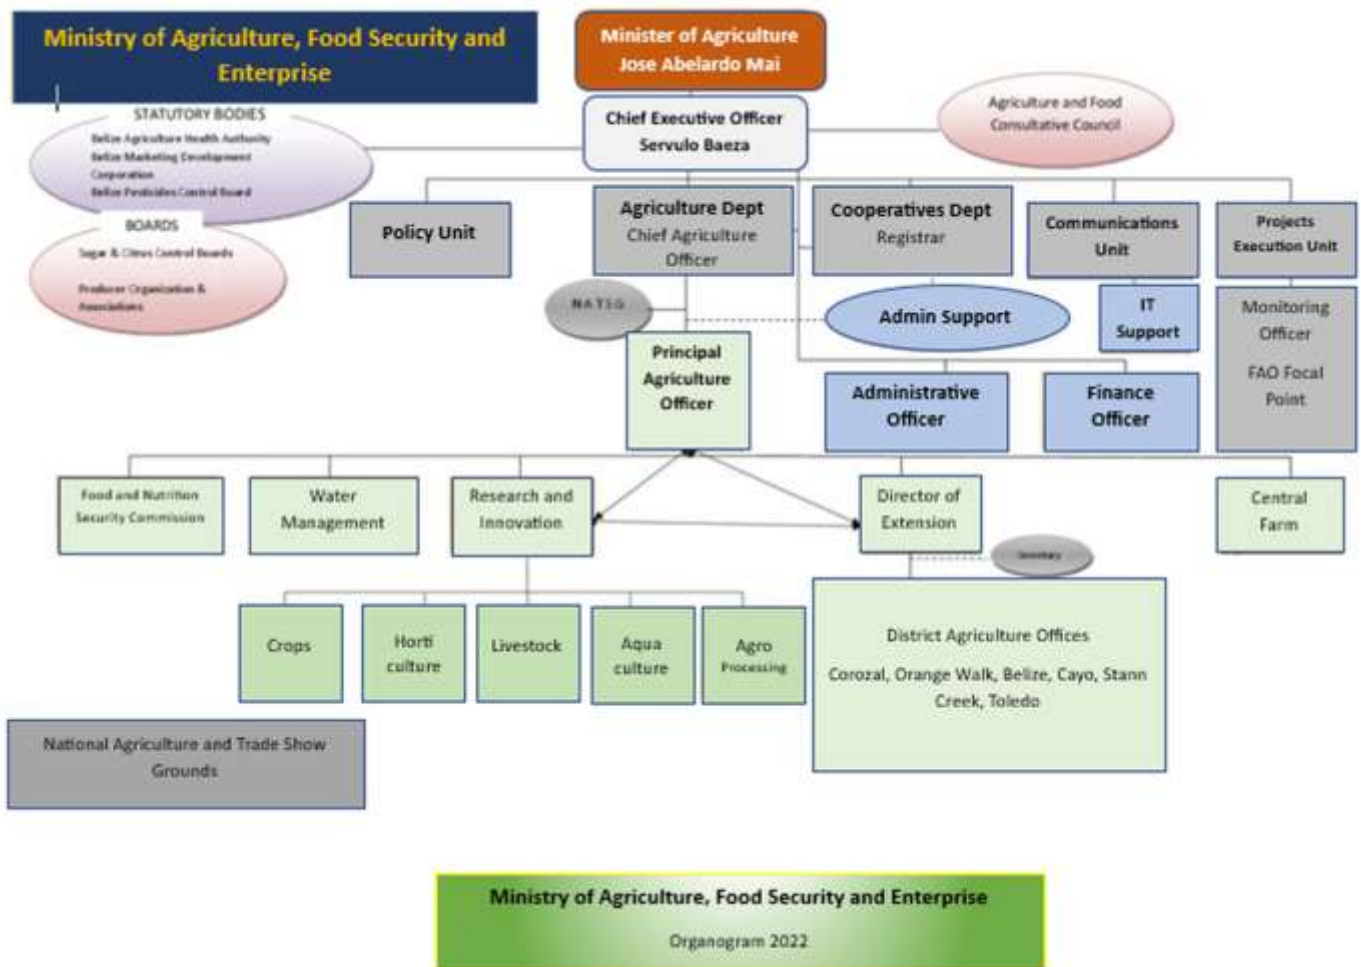 Ministry of Agriculture, Food Security and
Enterprise
Minister of Agriculture
Jose Abelardo Mai
Chief Executive Officer
Servulo Baeza
Agriculture and Food
Consultative Council
STATUTORY BODIES
Belize Agriculture Health Authority
Belize Marketing Development
Corporation
Belize Pesticides Control Board
BOARDS
Sugar & Citrus Control Boards
Producer Organization &
Associations
Policy Unit
Agriculture Dept
Chief Agriculture
Officer
Cooperatives Dept
Registrar
Communications
Unit
Projects
Execution Unit
NATSG
Admin Support
IT
Support
Monitoring
Officer
FAO Focal
Point
Principal
Agriculture
Officer
Administrative
Officer
Finance
Officer
Food and Nutrition
Security Commission
Water
Management
Research and
Innovation
Director of
Extension
Central
Farm
Secretary
Crops
Horti
culture
Livestock
Aqua
culture
Agro
Processing
District Agriculture Offices
Corozal, Orange Walk, Belize, Cayo, Stann
Creek, Toledo
National Agriculture and Trade Show
Grounds
Ministry of Agriculture, Food Security and Enterprise
Organogram 2022